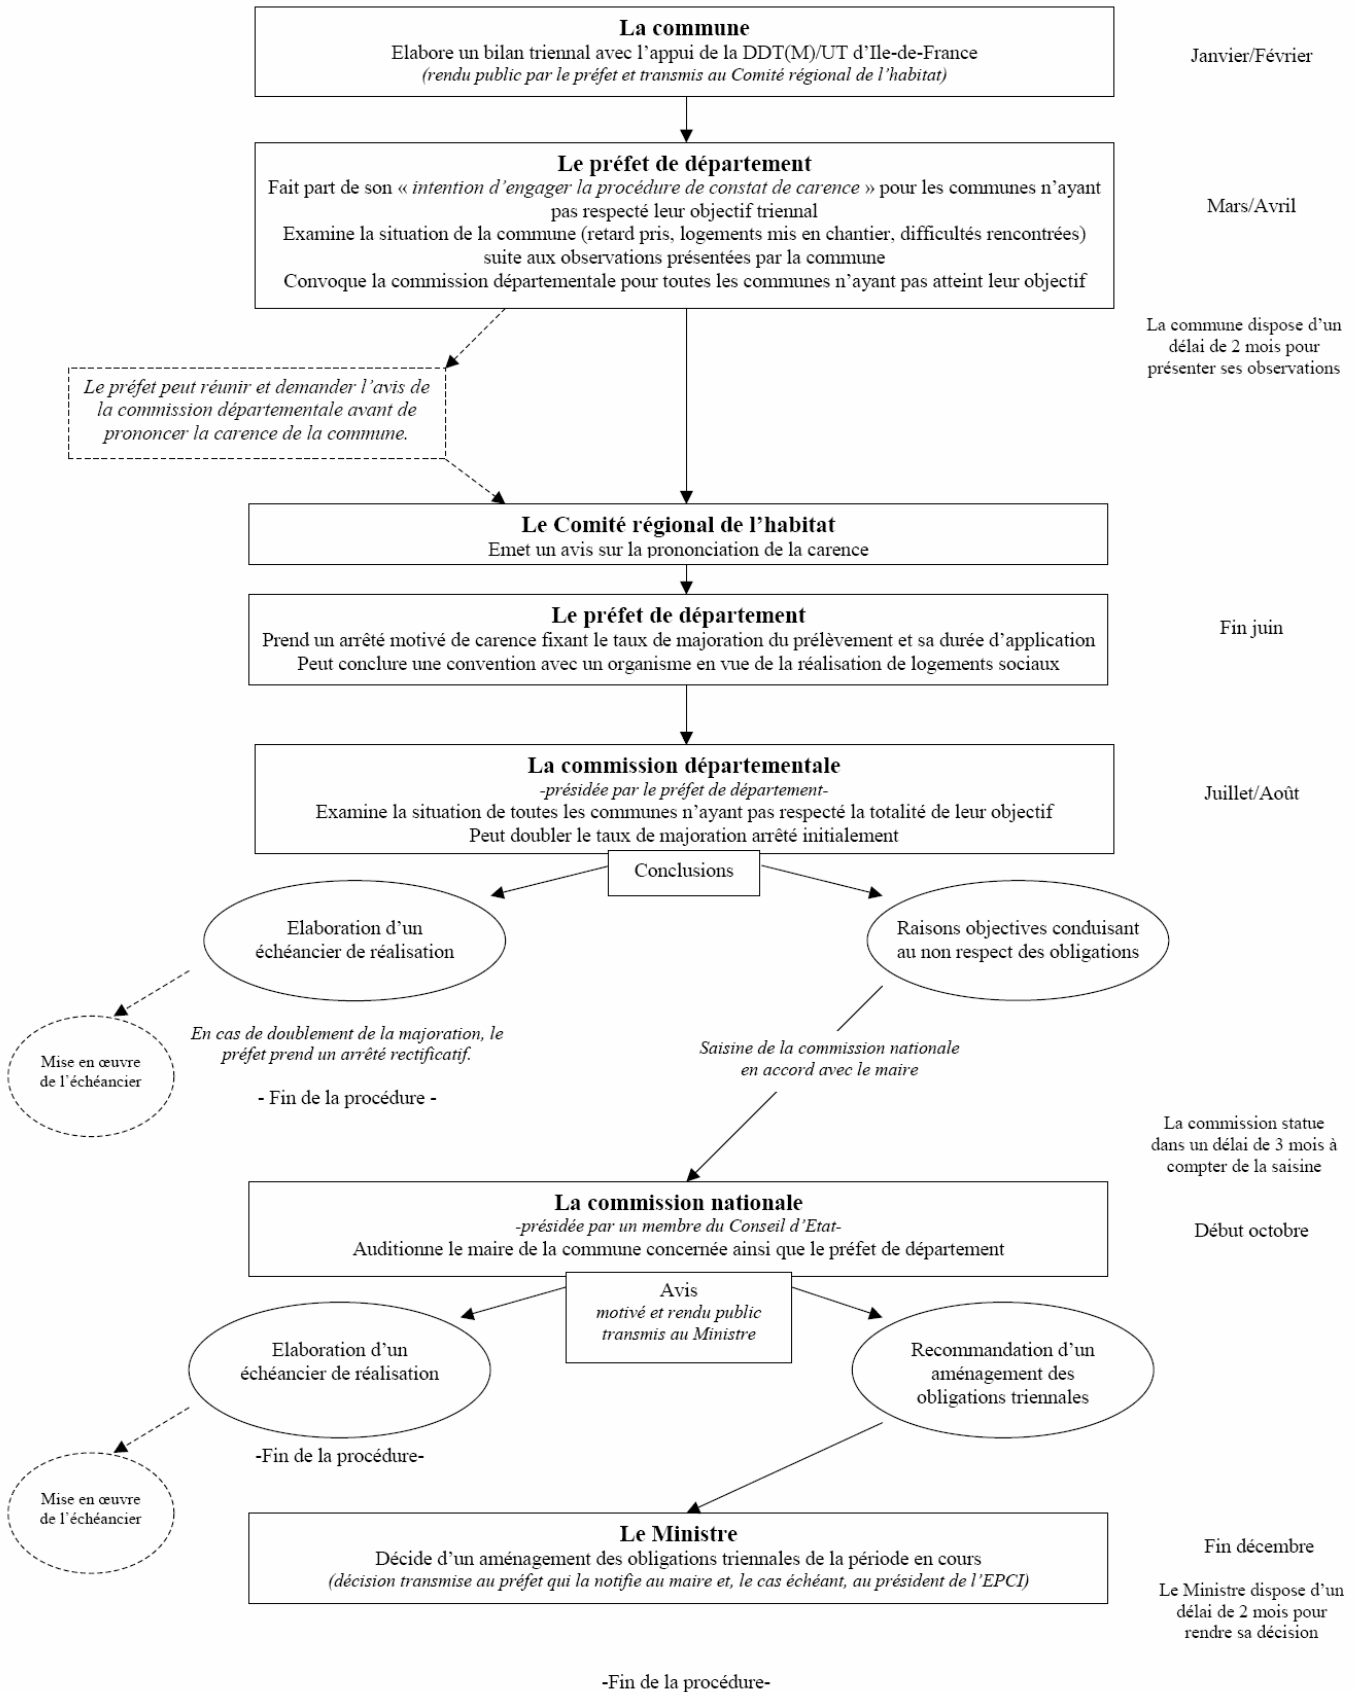 La commune
Elabore un bilan triennal avec l’appui de la DDT(M)/UT d’Ile-de-France
(rendu public par le préfet et transmis au Comité régional de l’habitat)
Janvier/Février
Le préfet de département
Fait part de son « intention d’engager la procédure de constat de carence » pour les communes n’ayant
pas respecté leur objectif triennal
Examine la situation de la commune (retard pris, logements mis en chantier, difficultés rencontrées)
suite aux observations présentées par la commune
Convoque la commission départementale pour toutes les communes n’ayant pas atteint leur objectif
Mars/Avril
La commune dispose d’un
délai de 2 mois pour
présenter ses observations
Le préfet peut réunir et demander l’avis de
la commission départementale avant de
prononcer la carence de la commune.
Le Comité régional de l’habitat
Emet un avis sur la prononciation de la carence
Le préfet de département
Prend un arrêté motivé de carence fixant le taux de majoration du prélèvement et sa durée d’application
Peut conclure une convention avec un organisme en vue de la réalisation de logements sociaux
Fin juin
La commission départementale
-présidée par le préfet de département-
Examine la situation de toutes les communes n’ayant pas respecté la totalité de leur objectif
Peut doubler le taux de majoration arrêté initialement
Juillet/Août
Conclusions
Elaboration d’un
échéancier de réalisation
Raisons objectives conduisant
au non respect des obligations
Mise en œuvre
de l’échéancier
En cas de doublement de la majoration, le
préfet prend un arrêté rectificatif.
- Fin de la procédure -
Saisine de la commission nationale
en accord avec le maire
La commission statue
dans un délai de 3 mois à
compter de la saisine
La commission nationale
-présidée par un membre du Conseil d’Etat-
Auditionne le maire de la commune concernée ainsi que le préfet de département
Début octobre
Avis
motivé et rendu public
transmis au Ministre
Elaboration d’un
échéancier de réalisation
Recommandation d’un
aménagement des
obligations triennales
-Fin de la procédure-
Mise en œuvre
de l’échéancier
Le Ministre
Décide d’un aménagement des obligations triennales de la période en cours
(décision transmise au préfet qui la notifie au maire et, le cas échéant, au président de l’EPCI)
Fin décembre
Le Ministre dispose d’un
délai de 2 mois pour
rendre sa décision
-Fin de la procédure-